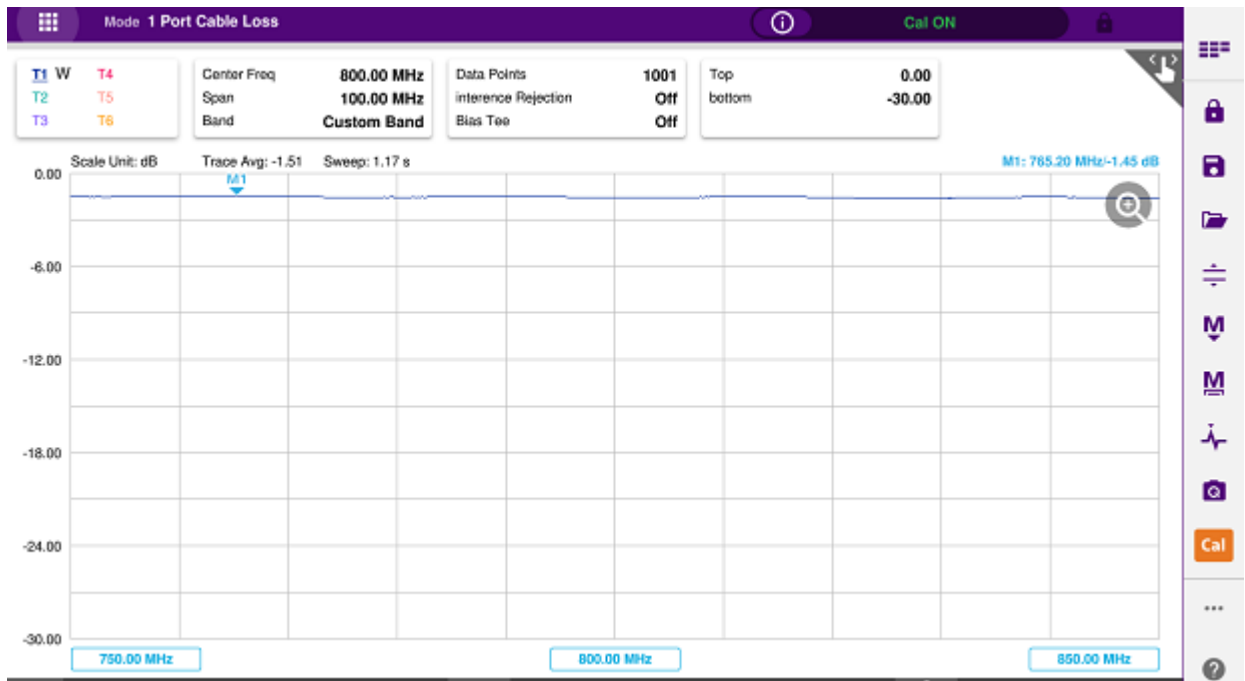 Mode 1 Port Cable Loss
Cal ON
T1 W T4
T2 T5
T3 T6
Center Freq 800.00 MHz
Span 100.00 MHz
Band Custom Band
Data Points 1001
interence Rejection Off
Bias Tee Off
Top 0.00
bottom -30.00
Scale Unit: dB Trace Avg: -1.51 Sweep: 1.17 s M1: 765.20 MHz/-1.45 dB
0.00
M1
-6.00
-12.00
-18.00
-24.00
-30.00
750.00 MHz 800.00 MHz 850.00 MHz
M
M
Cal